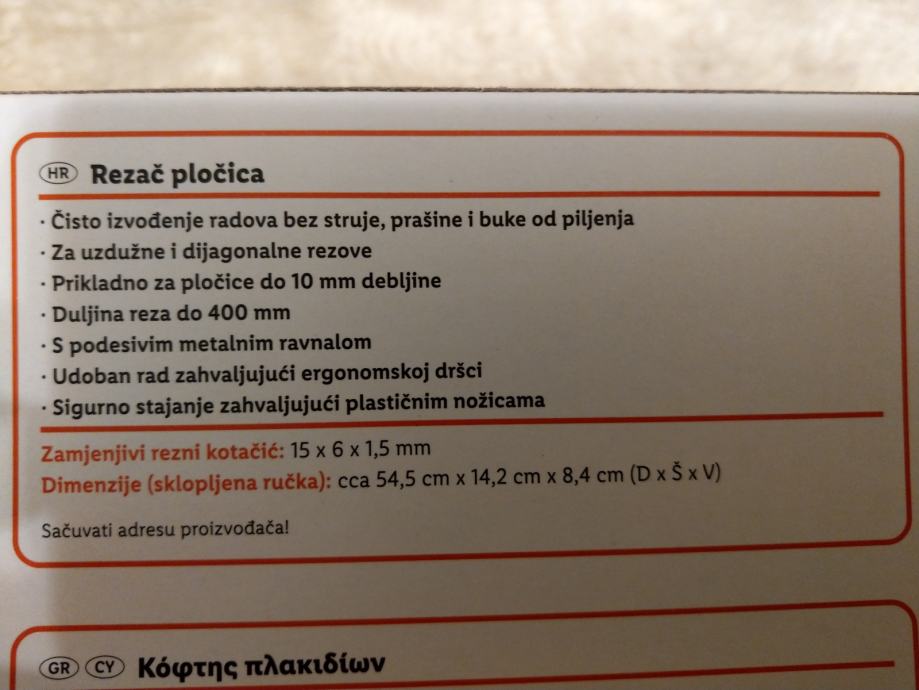 HR Rezač pločica
· Čisto izvođenje radova bez struje, prašine i buke od piljenja
· Za uzdužne i dijagonalne rezove
· Prikladno za pločice do 10 mm debljine
· Duljina reza do 400 mm
· S podesivim metalnim ravnalom
· Udoban rad zahvaljujući ergonomskoj dršci
· Sigurno stajanje zahvaljujući plastičnim nožicama
Zamjenjivi rezni kotačić: 15 x 6 x 1,5 mm
Dimenzije (sklopljena ručka): cca 54,5 cm x 14,2 cm x 8,4 cm (D x Š x V)
Sačuvati adresu proizvođača!
GR CY Κόφτης πλακιδίων